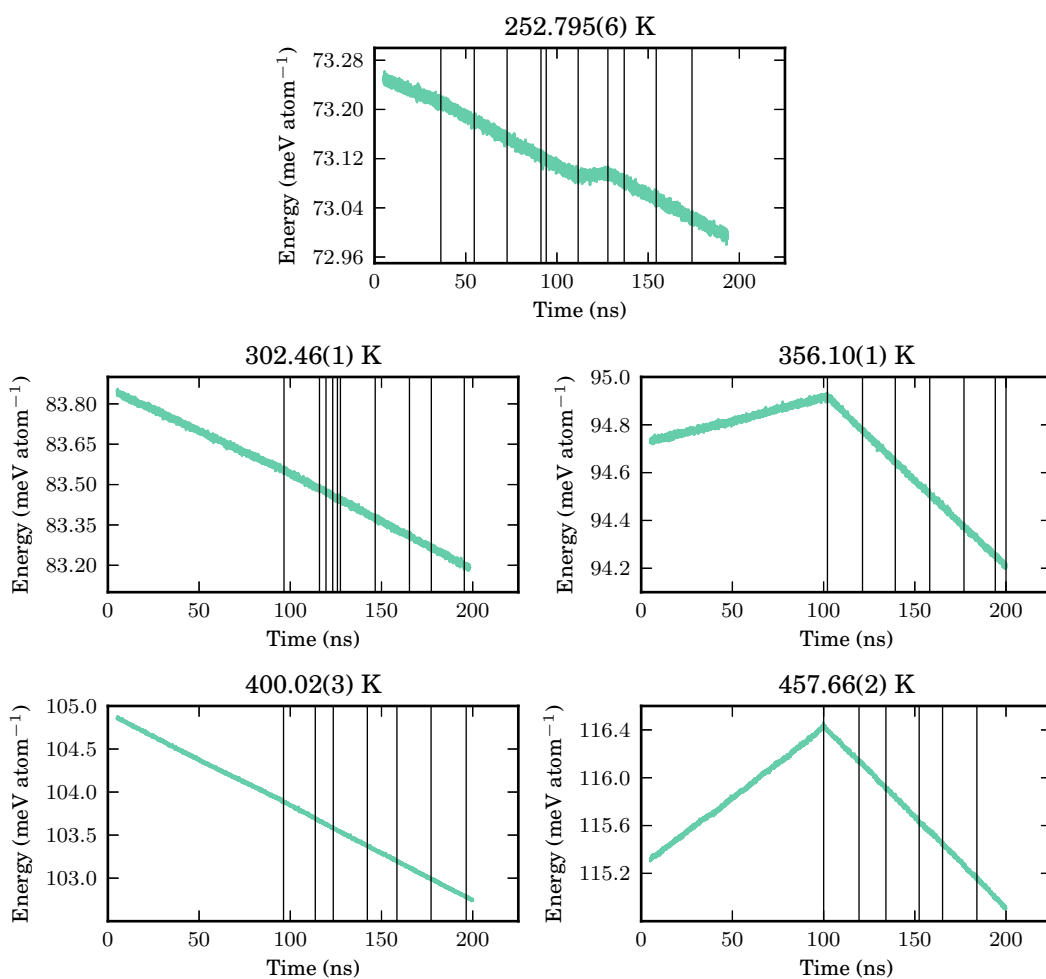 252.795(6) K
Energy (meV atom⁻¹)
73.28
73.20
73.12
73.04
72.96
0 50 100 150 200
Time (ns)
302.46(1) K
Energy (meV atom⁻¹)
83.80
83.65
83.50
83.35
83.20
0 50 100 150 200
Time (ns)
356.10(1) K
Energy (meV atom⁻¹)
95.0
94.8
94.6
94.4
94.2
0 50 100 150 200
Time (ns)
400.02(3) K
Energy (meV atom⁻¹)
105.0
104.5
104.0
103.5
103.0
0 50 100 150 200
Time (ns)
457.66(2) K
Energy (meV atom⁻¹)
116.4
116.0
115.6
115.2
0 50 100 150 200
Time (ns)